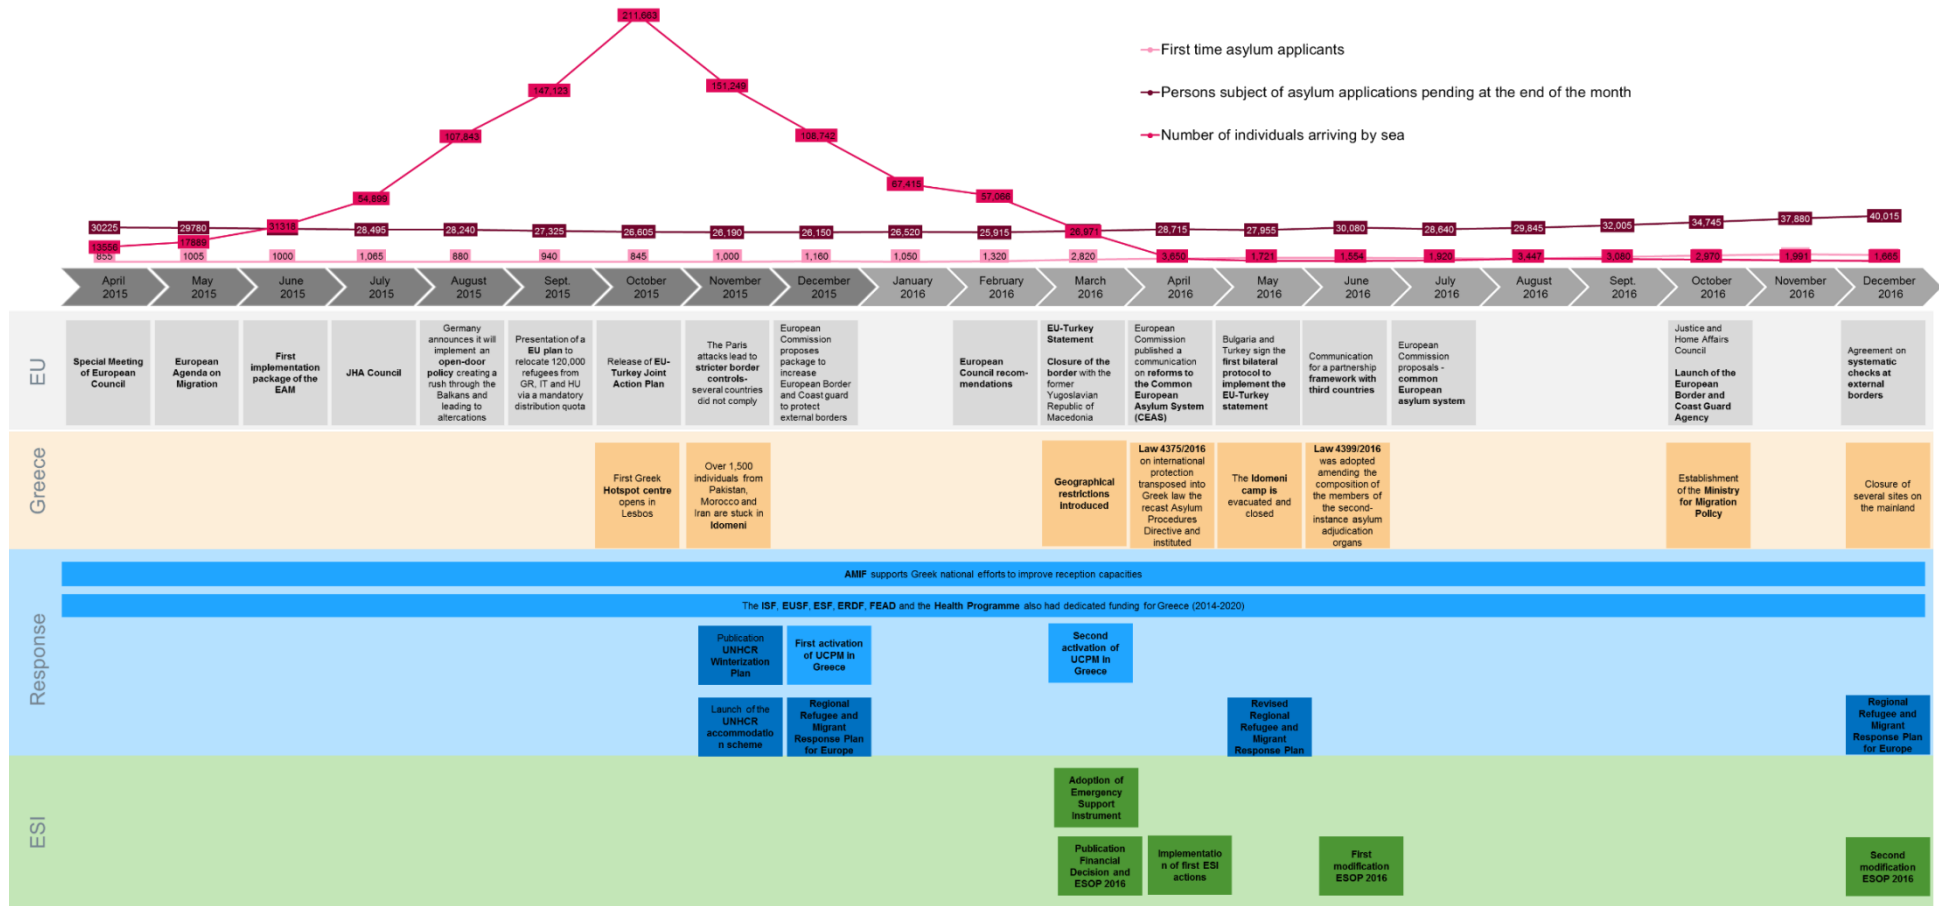 211,663
First time asylum applicants
151,249
147,123
Persons subject of asylum applications pending at the end of the month
107,843
108,742
Number of individuals arriving by sea
67,415
54,899
57,066
30225
29780
31318
28,495
28,240
27,325
26,605
26,190
26,150
26,520
25,915
26,971
28,715
27,955
30,080
28,640
29,845
32,005
34,745
37,880
40,015
13556
17889
855
1005
1000
1,065
880
940
845
1,000
1,160
1,050
1,320
2,820
3,650
1,721
1,554
1,920
3,447
3,080
2,970
1,991
1,665
April
2015
May
2015
June
2015
July
2015
August
2015
Sept.
2015
October
2015
November
2015
December
2015
January
2016
February
2016
March
2016
April
2016
May
2016
June
2016
July
2016
August
2016
Sept.
2016
October
2016
November
2016
December
2016
EU
Special Meeting
of European
Council
European
Agenda on
Migration
First
implementation
package of the
EAM
JHA Council
Germany
announces it will
implement an
open-door
policy creating a
rush through the
Balkans and
leading to
altercations
Presentation of a
EU plan to
relocate 120,000
refugees from
GR, IT and HU
via a mandatory
distribution quota
Release of EU-
Turkey Joint
Action Plan
The Paris
attacks lead to
stricter border
controls-
several countries
did not comply
European
Commission
proposes
package to
increase
European Border
and Coast guard
to protect
external borders
European
Council recom-
mendations
EU-Turkey
Statement
Closure of the
border with the
former
Yugoslavian
Republic of
Macedonia
European
Commission
published a
communication
on reforms to
the Common
European
Asylum System
(CEAS)
Bulgaria and
Turkey sign the
first bilateral
protocol to
implement the
EU-Turkey
statement
Communication
for a partnership
framework with
third countries
European
Commission
proposals -
common
European
asylum system
Justice and
Home Affairs
Council
Launch of the
European
Border and
Coast Guard
Agency
Agreement on
systematic
checks at
external
borders
Greece
First Greek
Hotspot centre
opens in
Lesbos
Over 1,500
individuals from
Pakistan,
Morocco and
Iran are stuck in
Idomeni
Geographical
restrictions
introduced
Law 4375/2016
on international
protection
transposed into
Greek law the
recast Asylum
Procedures
Directive and
instituted
The Idomeni
camp is
evacuated and
closed
Law 4399/2016
was adopted
amending the
composition of
the members of
the second-
instance asylum
adjudication
organs
Establishment
of the Ministry
for Migration
Policy
Closure of
several sites on
the mainland
Response
AMIF supports Greek national efforts to improve reception capacities
The ISF, EUSF, ESF, ERDF, FEAD and the Health Programme also had dedicated funding for Greece (2014-2020)
Publication
UNHCR
Winterization
Plan
First activation
of UCPM in
Greece
Second
activation of
UCPM in
Greece
Launch of the
UNHCR
accommodatio
n scheme
Regional
Refugee and
Migrant
Response Plan
for Europe
Revised
Regional
Refugee and
Migrant
Response Plan
Regional
Refugee and
Migrant
Response Plan
for Europe
ESI
Adoption of
Emergency
Support
Instrument
Publication
Financial
Decision and
ESOP 2016
Implementatio
n of first ESI
actions
First
modification
ESOP 2016
Second
modification
ESOP 2016